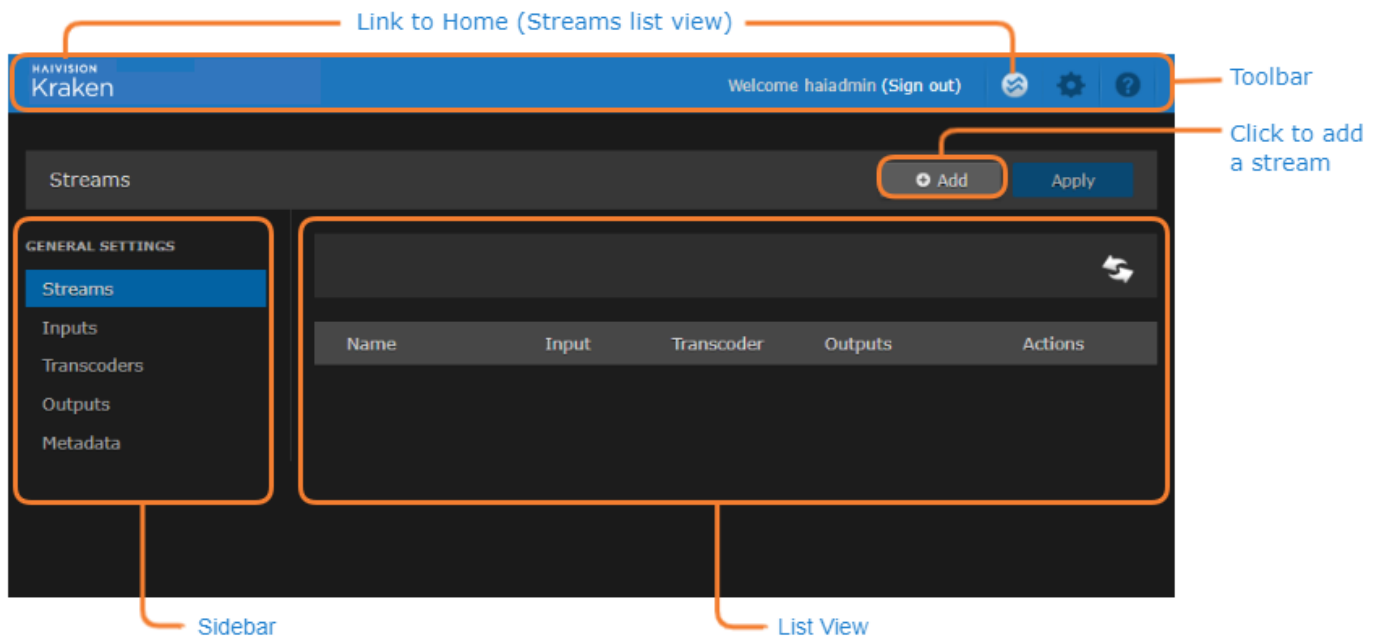 Link to Home (Streams list view)
HAIVISION
Kraken
Welcome haiadmin (Sign out)
?
Toolbar
Click to add
a stream
Streams
Add
Apply
GENERAL SETTINGS
Streams
Inputs
Transcoders
Outputs
Metadata
Name Input Transcoder Outputs Actions
Sidebar
List View